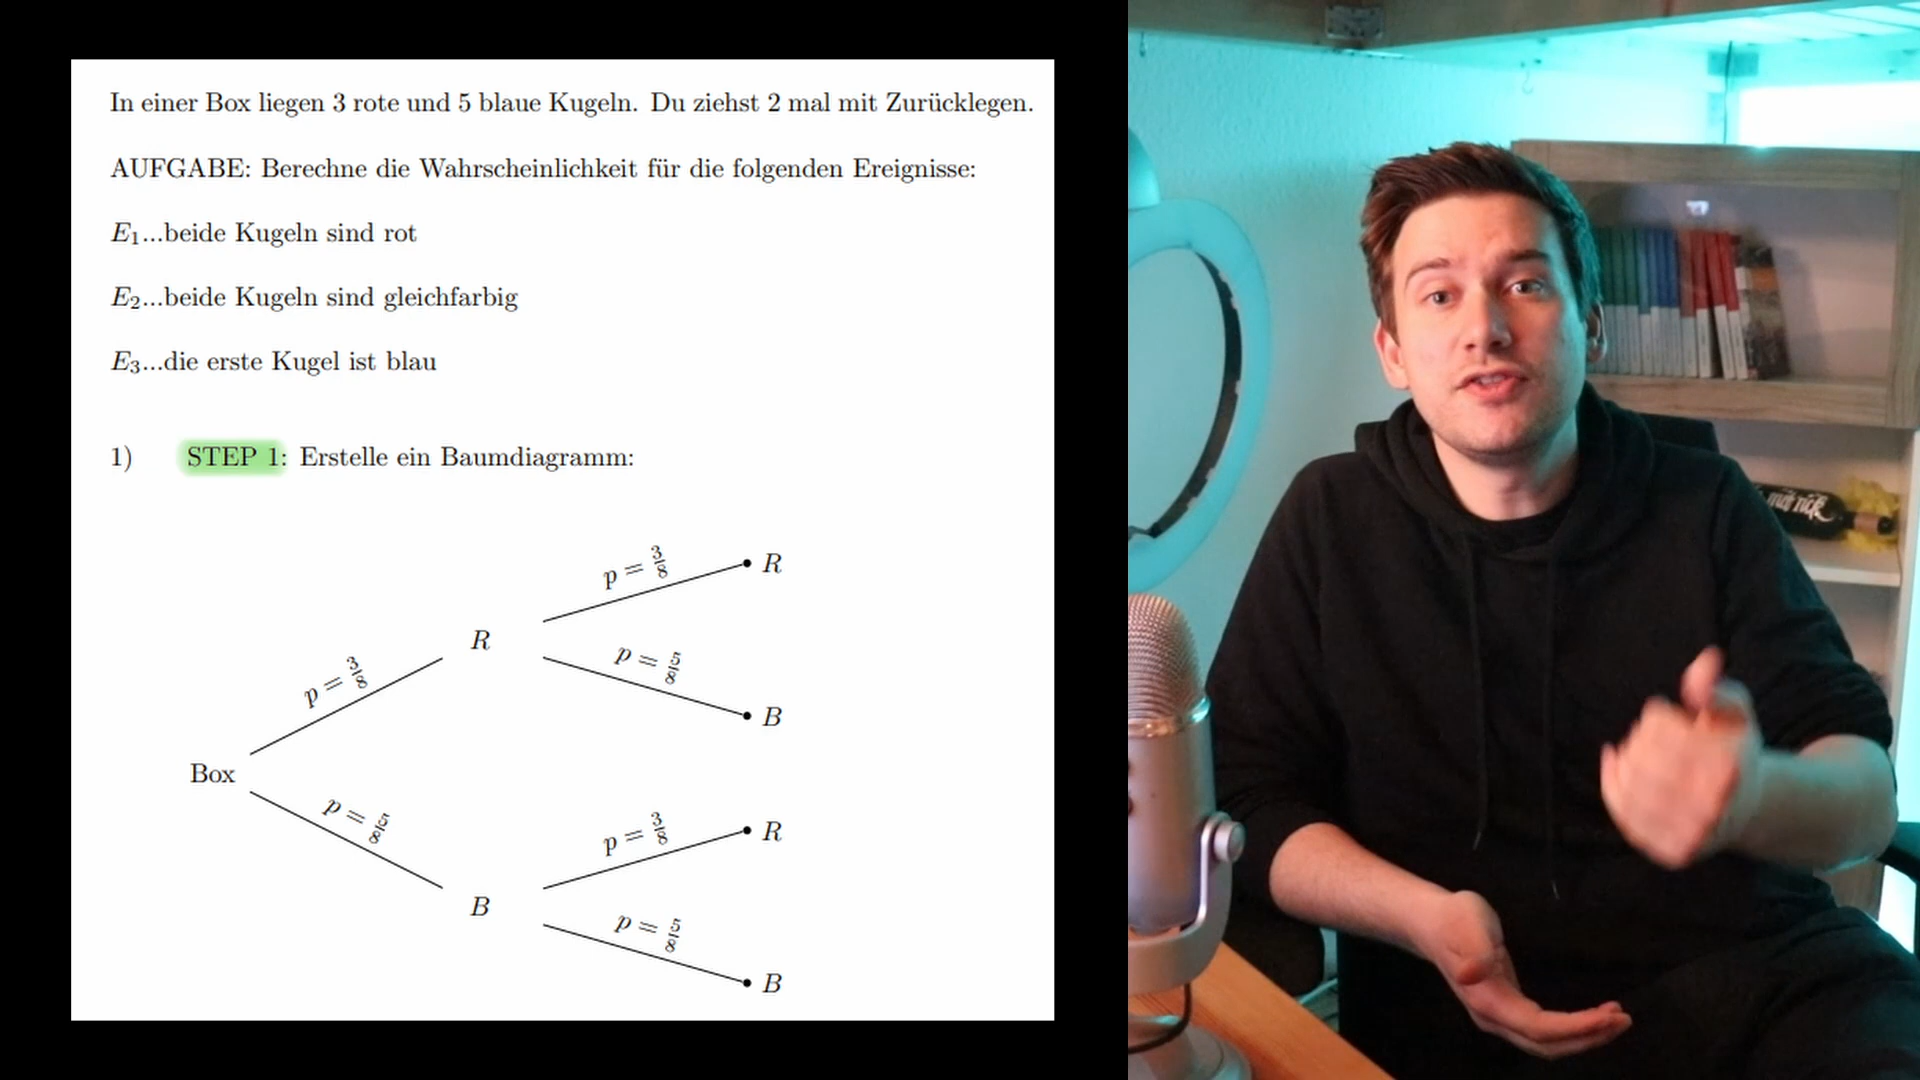 In einer Box liegen 3 rote und 5 blaue Kugeln. Du ziehst 2 mal mit Zurücklegen.
AUFGABE: Berechne die Wahrscheinlichkeit für die folgenden Ereignisse:
E₁...beide Kugeln sind rot
E₂...beide Kugeln sind gleichfarbig
E₃...die erste Kugel ist blau
1) STEP 1: Erstelle ein Baumdiagramm:
p = 3/8
R
R
p = 5/8
p = 3/8
B
Box
p = 5/8
p = 3/8
R
B
p = 5/8
B